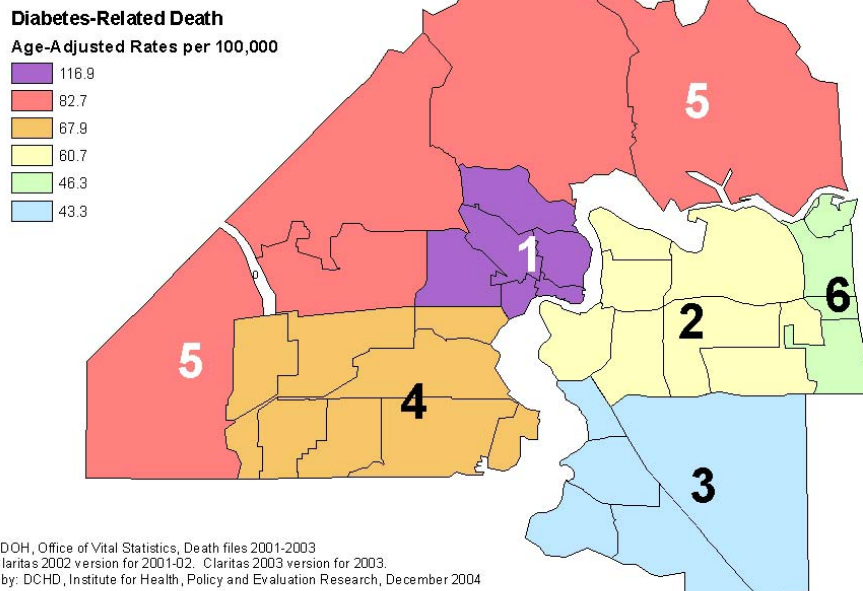 Diabetes-Related Death
Age-Adjusted Rates per 100,000
116.9
82.7
67.9
60.7
46.3
43.3
5
1
6
2
5
4
3
DOH, Office of Vital Statistics, Death files 2001-2003
laritas 2002 version for 2001-02. Claritas 2003 version for 2003.
by: DCHD, Institute for Health, Policy and Evaluation Research, December 2004